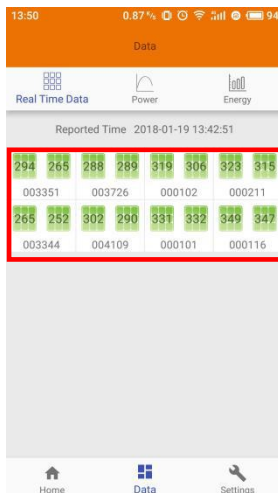 13:50 0.87 K/s 94
Data
Real Time Data Power Energy
Reported Time 2018-01-19 13:42:51
294 265 288 289 319 306 323 315
003351 003726 000102 000211
265 252 302 290 331 332 349 347
003344 004109 000101 000116
Home Data Settings